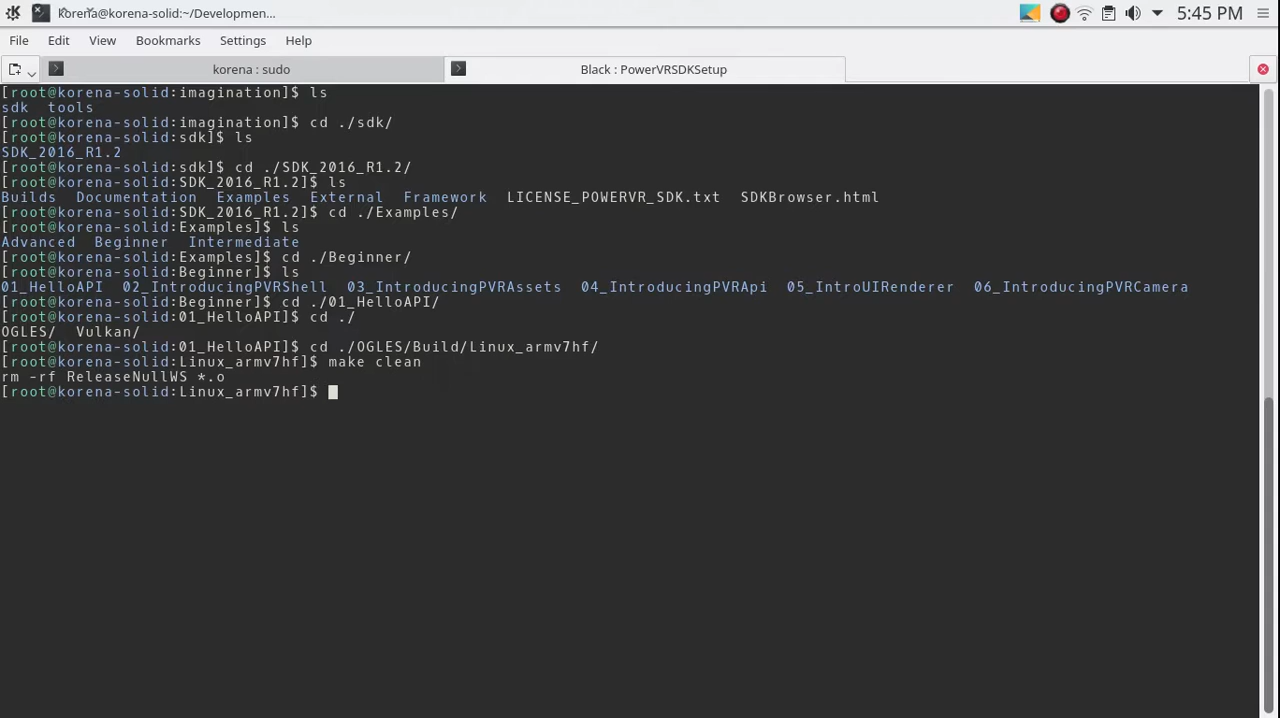 korena@korena-solid:~/Developmen...
5:45 PM
File Edit View Bookmarks Settings Help
korena : sudo
Black : PowerVRSDKSetup
[root@korena-solid:imagination]$ ls
sdk tools
[root@korena-solid:imagination]$ cd ./sdk/
[root@korena-solid:sdk]$ ls
SDK_2016_R1.2
[root@korena-solid:sdk]$ cd ./SDK_2016_R1.2/
[root@korena-solid:SDK_2016_R1.2]$ ls
Builds Documentation Examples External Framework LICENSE_POWERVR_SDK.txt SDKBrowser.html
[root@korena-solid:SDK_2016_R1.2]$ cd ./Examples/
[root@korena-solid:Examples]$ ls
Advanced Beginner Intermediate
[root@korena-solid:Examples]$ cd ./Beginner/
[root@korena-solid:Beginner]$ ls
01_HelloAPI 02_IntroducingPVRShell 03_IntroducingPVRAssets 04_IntroducingPVRApi 05_IntroUIRenderer 06_IntroducingPVRCamera
[root@korena-solid:Beginner]$ cd ./01_HelloAPI/
[root@korena-solid:01_HelloAPI]$ cd ./
OGLES/ Vulkan/
[root@korena-solid:01_HelloAPI]$ cd ./OGLES/Build/Linux_armv7hf/
[root@korena-solid:Linux_armv7hf]$ make clean
rm -rf ReleaseNullWS *.o
[root@korena-solid:Linux_armv7hf]$